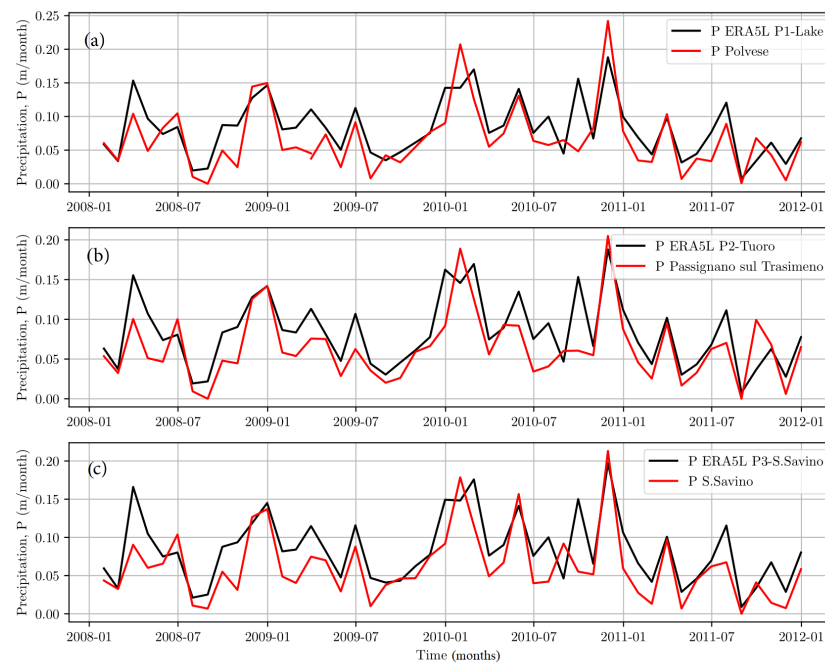 (a)
P ERA5L P1-Lake
P Polvese
Precipitation, P (m/month)
0.25
0.20
0.15
0.10
0.05
0.00
2008-01 2008-07 2009-01 2009-07 2010-01 2010-07 2011-01 2011-07 2012-01
(b)
P ERA5L P2-Tuoro
P Passignano sul Trasimeno
Precipitation, P (m/month)
0.20
0.15
0.10
0.05
0.00
2008-01 2008-07 2009-01 2009-07 2010-01 2010-07 2011-01 2011-07 2012-01
(c)
P ERA5L P3-S.Savino
P S.Savino
Precipitation, P (m/month)
0.20
0.15
0.10
0.05
0.00
2008-01 2008-07 2009-01 2009-07 2010-01 2010-07 2011-01 2011-07 2012-01
Time (months)